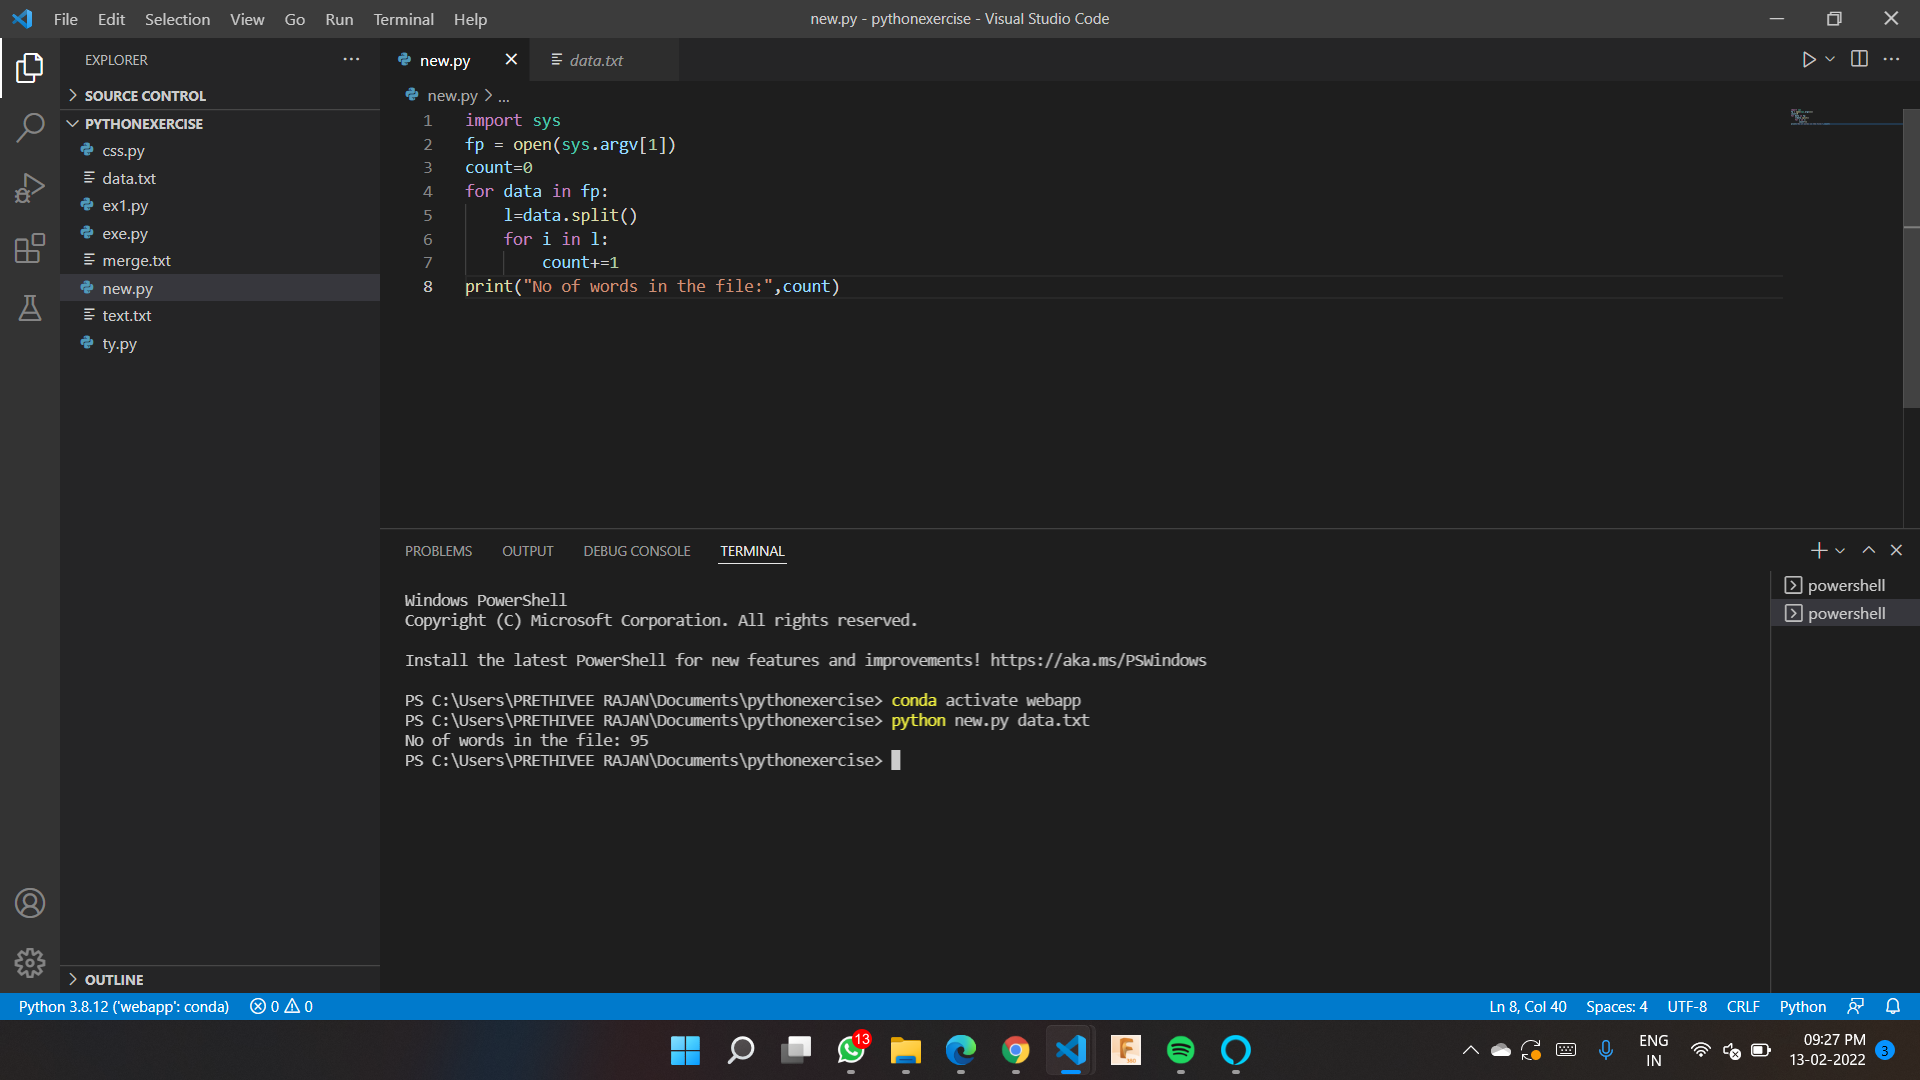 File Edit Selection View Go Run Terminal Help
new.py - pythonexercise - Visual Studio Code
EXPLORER
SOURCE CONTROL
PYTHONEXERCISE
css.py
data.txt
ex1.py
exe.py
merge.txt
new.py
text.txt
ty.py
OUTLINE
new.py data.txt
new.py > ...
1 import sys
2 fp = open(sys.argv[1])
3 count=0
4 for data in fp:
5 l=data.split()
6 for i in l:
7 count+=1
8 print("No of words in the file:",count)
PROBLEMS OUTPUT DEBUG CONSOLE TERMINAL
Windows PowerShell
Copyright (C) Microsoft Corporation. All rights reserved.
Install the latest PowerShell for new features and improvements! https://aka.ms/PSWindows
PS C:\Users\PRETHIVEE RAJAN\Documents\pythonexercise> conda activate webapp
PS C:\Users\PRETHIVEE RAJAN\Documents\pythonexercise> python new.py data.txt
No of words in the file: 95
PS C:\Users\PRETHIVEE RAJAN\Documents\pythonexercise>
powershell
powershell
Python 3.8.12 ('webapp': conda) 0 0 Ln 8, Col 40 Spaces: 4 UTF-8 CRLF Python
13
F
ENG
IN
09:27 PM
13-02-2022
3